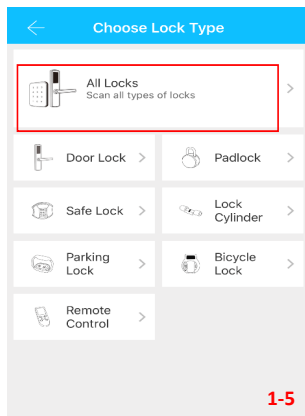 Choose Lock Type
All Locks
Scan all types of locks
Door Lock
Padlock
Safe Lock
Lock
Cylinder
Parking
Lock
Bicycle
Lock
Remote
Control
1-5